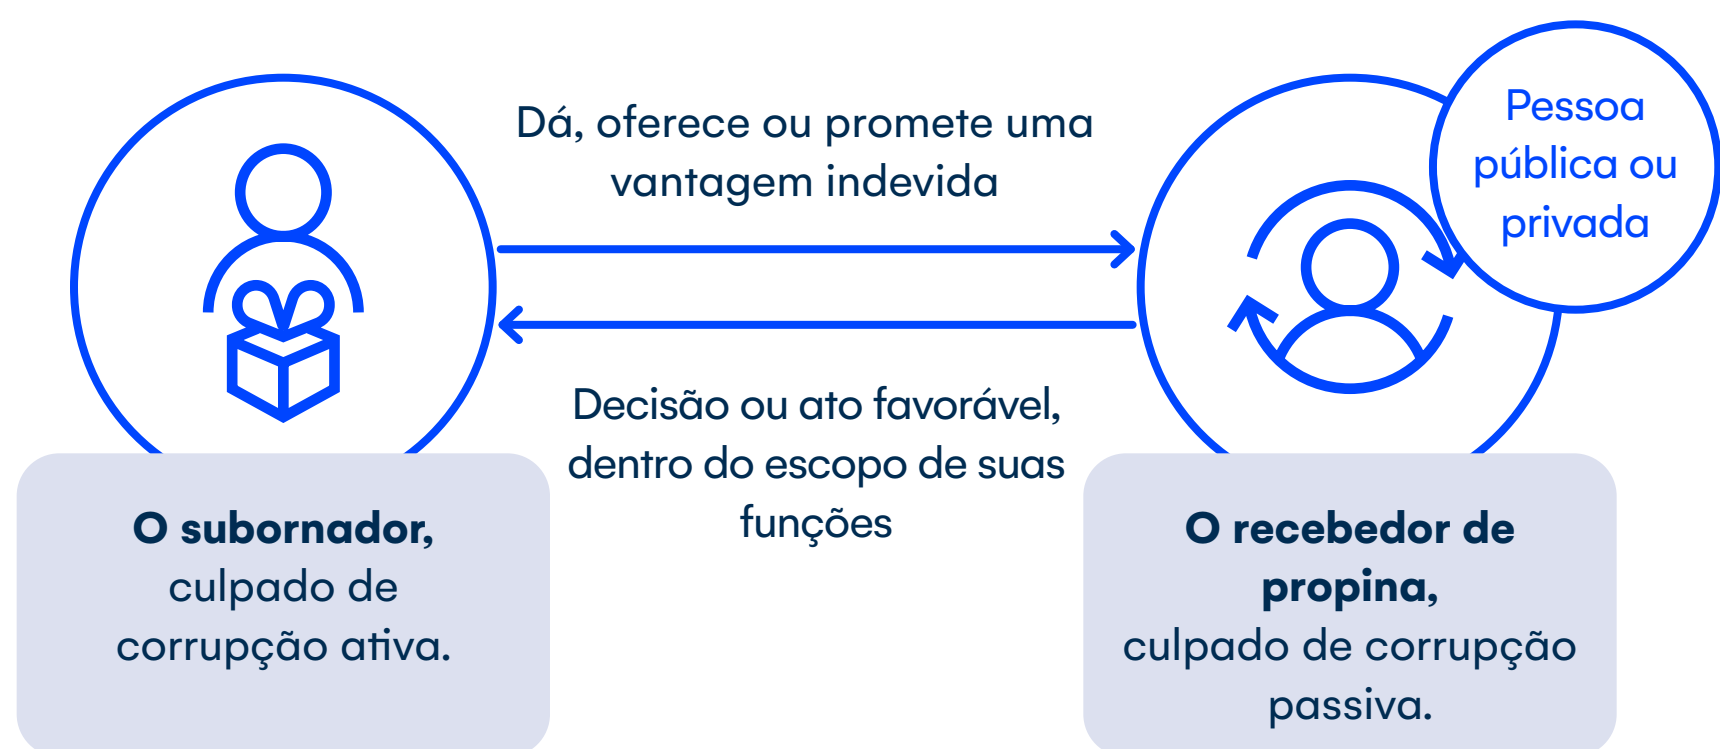 Dá, oferece ou promete uma
vantagem indevida
Pessoa
pública ou
privada
Decisão ou ato favorável,
dentro do escopo de suas
funções
O subornador,
culpado de
corrupção ativa.
O recebedor de
propina,
culpado de corrupção
passiva.